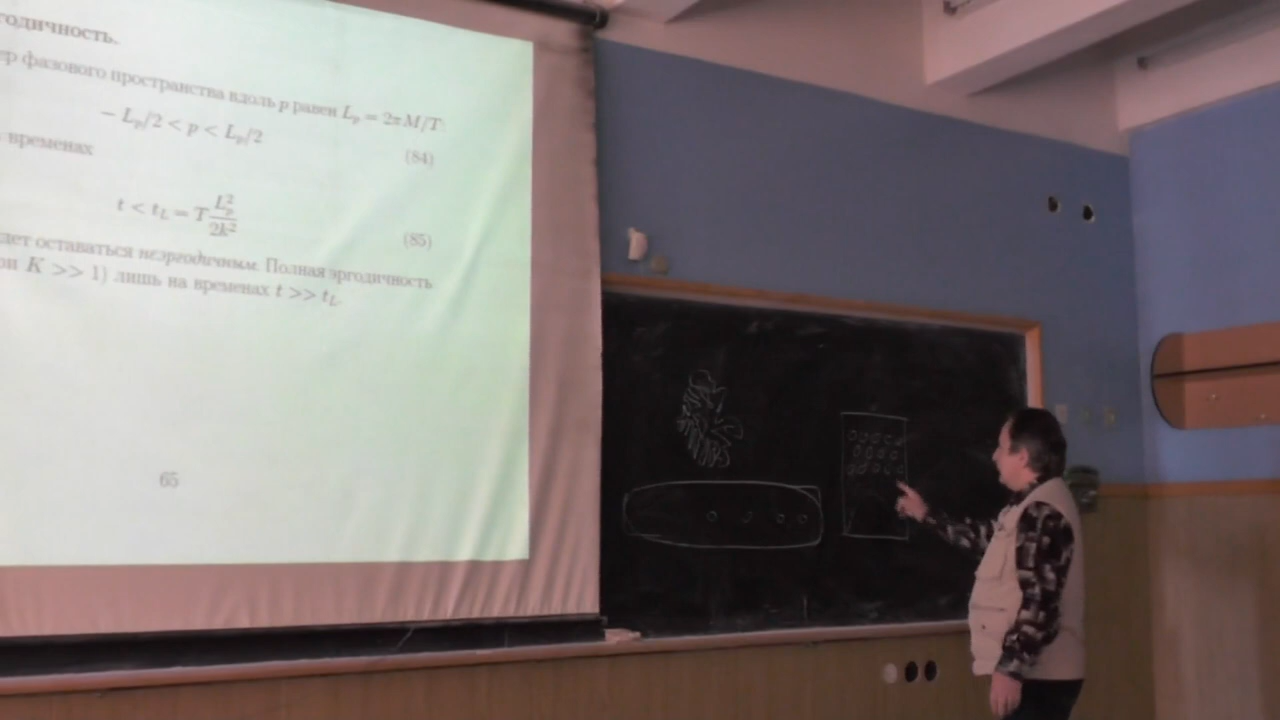 годичность.
ер фазового пространства вдоль p равен L_p = 2πM/T:
− L_p/2 < p < L_p/2
(84)
временах
t < t_L = T L_p^2 / 2k^2
(85)
дет оставаться неэргодичным. Полная эргодичность
ри K >> 1) лишь на временах t >> t_L.
65